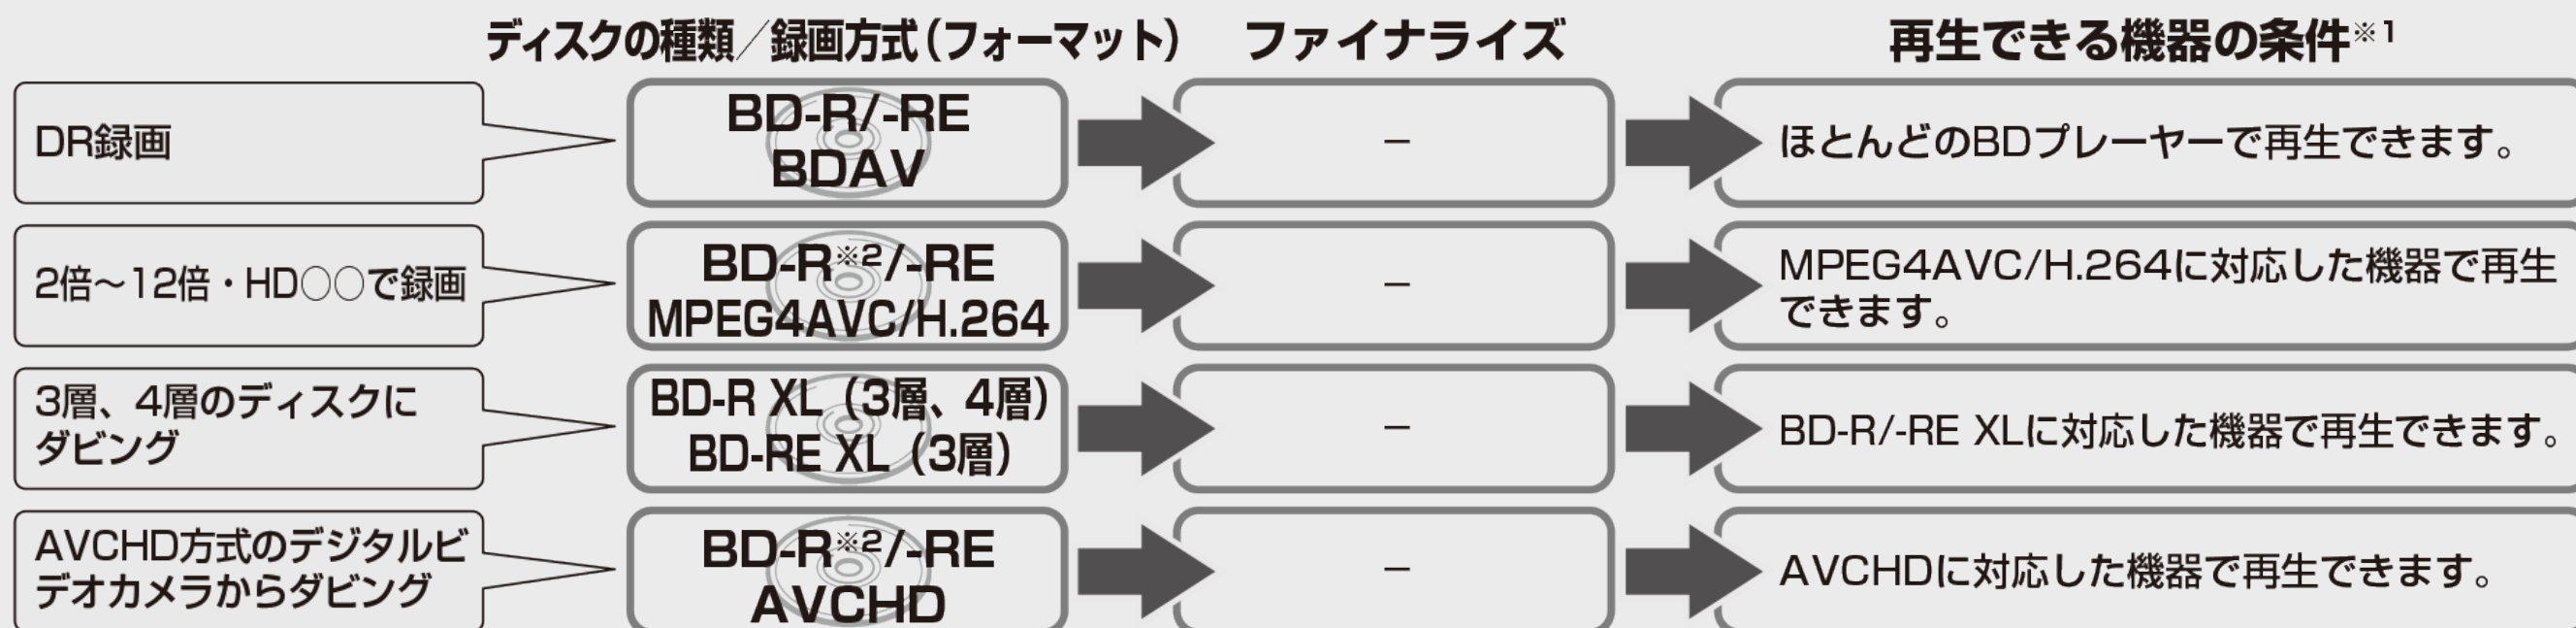 ディスクの種類／録画方式(フォーマット) ファイナライズ 再生できる機器の条件※1
DR録画
BD-R/-RE
BDAV
–
ほとんどのBDプレーヤーで再生できます。
2倍～12倍・HD○○で録画
BD-R※2/-RE
MPEG4AVC/H.264
–
MPEG4AVC/H.264に対応した機器で再生
できます。
3層、4層のディスクに
ダビング
BD-R XL（3層、4層）
BD-RE XL（3層）
–
BD-R/-RE XLに対応した機器で再生できます。
AVCHD方式のデジタルビ
デオカメラからダビング
BD-R※2/-RE
AVCHD
–
AVCHDに対応した機器で再生できます。